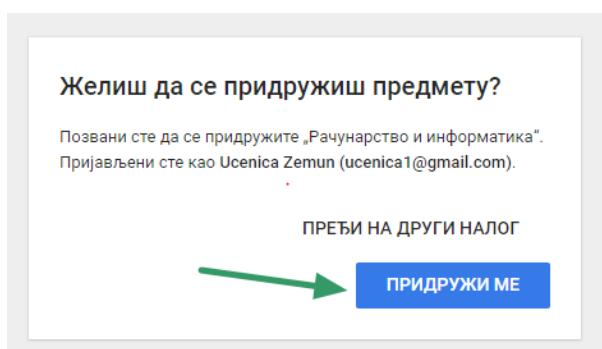 Желиш да се придружиш предмету?
Позвани сте да се придружите „Рачунарство и информатика“.
Пријављени сте као Ucenica Zemun (ucenica1@gmail.com).
ПРЕЂИ НА ДРУГИ НАЛОГ
ПРИДРУЖИ МЕ